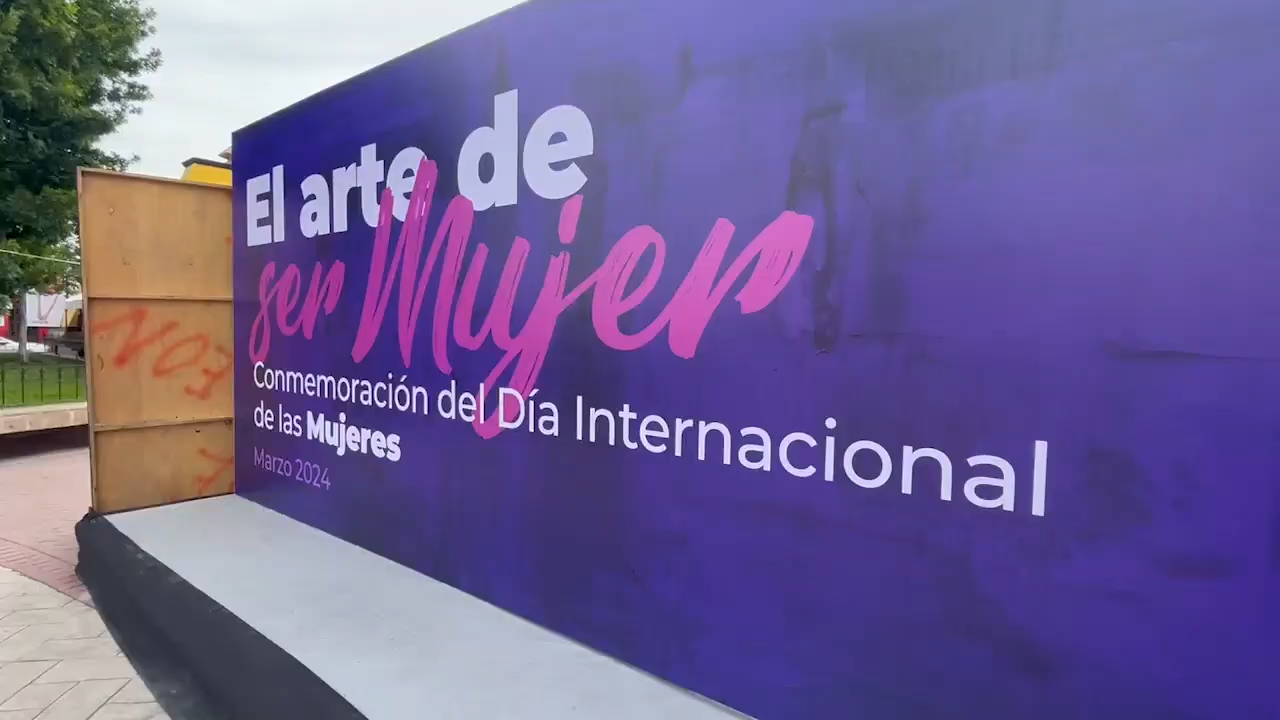 El arte de
ser Mujer
Conmemoración del Día Internacional
de las Mujeres
Marzo 2024